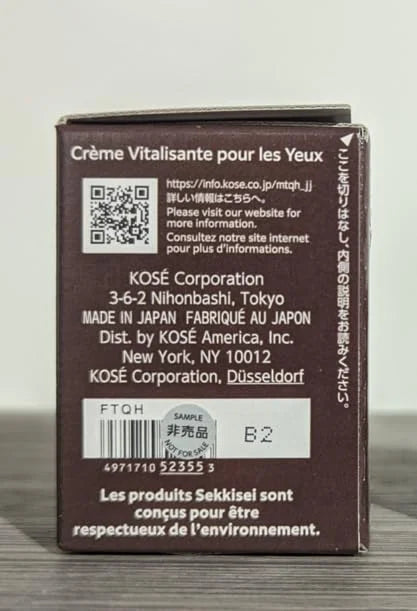 Crème Vitalisante pour les Yeux
https://info.kose.co.jp/mtqh_jj
詳しい情報はこちらへ。
Please visit our website for
more information.
Consultez notre site internet
pour plus d'informations.
ここを切りはなし、内側の説明をお読みください。
KOSÉ Corporation
3-6-2 Nihonbashi, Tokyo
MADE IN JAPAN FABRIQUÉ AU JAPON
Dist. by KOSÉ America, Inc.
New York, NY 10012
KOSÉ Corporation, Düsseldorf
FTQH
SAMPLE
非売品
NOT FOR SALE
B2
4971710 52355 3
Les produits Sekkisei sont
conçus pour être
respectueux de l'environnement.